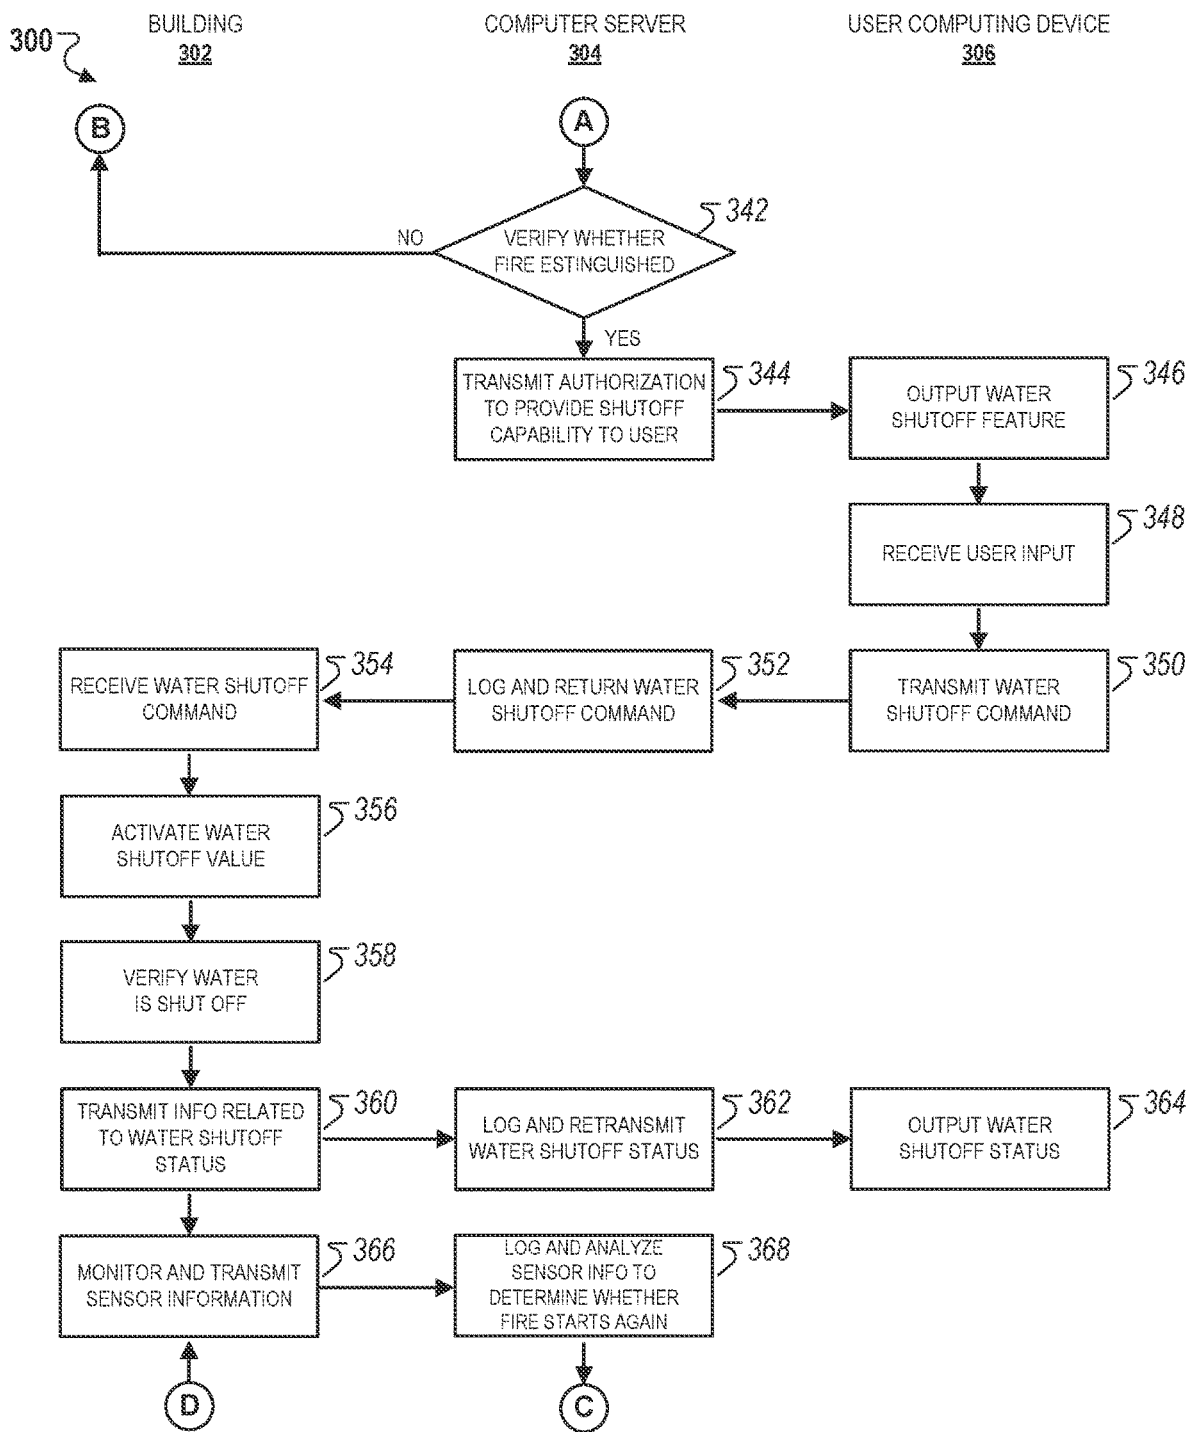 BUILDING
302
COMPUTER SERVER
304
USER COMPUTING DEVICE
306
300
B
A
342
VERIFY WHETHER
FIRE ESTINGUISHED
NO
YES
TRANSMIT AUTHORIZATION
TO PROVIDE SHUTOFF
CAPABILITY TO USER
344
OUTPUT WATER
SHUTOFF FEATURE
346
RECEIVE USER INPUT
348
RECEIVE WATER SHUTOFF
COMMAND
354
LOG AND RETURN WATER
SHUTOFF COMMAND
352
TRANSMIT WATER
SHUTOFF COMMAND
350
ACTIVATE WATER
SHUTOFF VALUE
356
VERIFY WATER
IS SHUT OFF
358
TRANSMIT INFO RELATED
TO WATER SHUTOFF
STATUS
360
LOG AND RETRANSMIT
WATER SHUTOFF STATUS
362
OUTPUT WATER
SHUTOFF STATUS
364
MONITOR AND TRANSMIT
SENSOR INFORMATION
366
LOG AND ANALYZE
SENSOR INFO TO
DETERMINE WHETHER
FIRE STARTS AGAIN
368
D
C